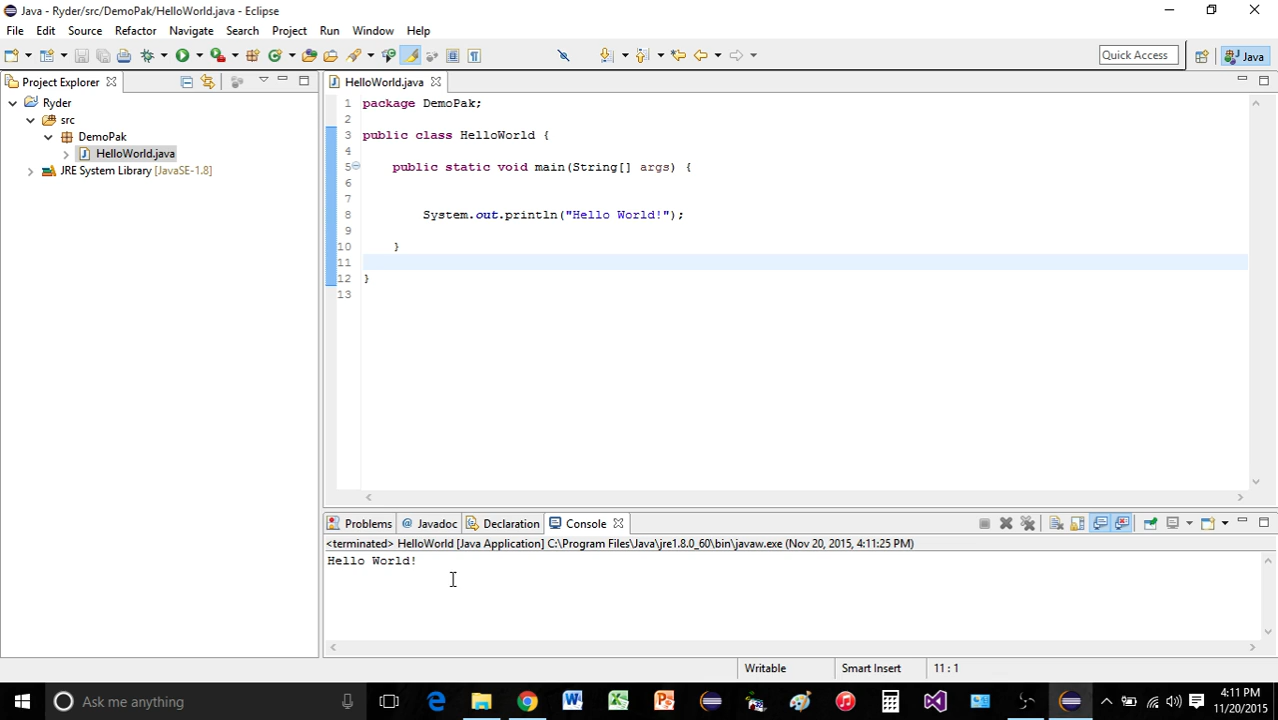 Java - Ryder/src/DemoPak/HelloWorld.java - Eclipse
File Edit Source Refactor Navigate Search Project Run Window Help
Quick Access Java
Project Explorer
Ryder
src
DemoPak
HelloWorld.java
JRE System Library [JavaSE-1.8]
HelloWorld.java
1 package DemoPak;
2
3 public class HelloWorld {
4
5 public static void main(String[] args) {
6
7
8 System.out.println("Hello World!");
9
10 }
11
12 }
13
Problems @ Javadoc Declaration Console
<terminated> HelloWorld [Java Application] C:\Program Files\Java\jre1.8.0_60\bin\javaw.exe (Nov 20, 2015, 4:11:25 PM)
Hello World!
Writable Smart Insert 11 : 1
Ask me anything
4:11 PM
11/20/2015